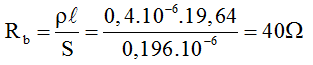 R_b = ρℓ/S = 0,4.10^-6.19,64/0,196.10^-6 = 40Ω